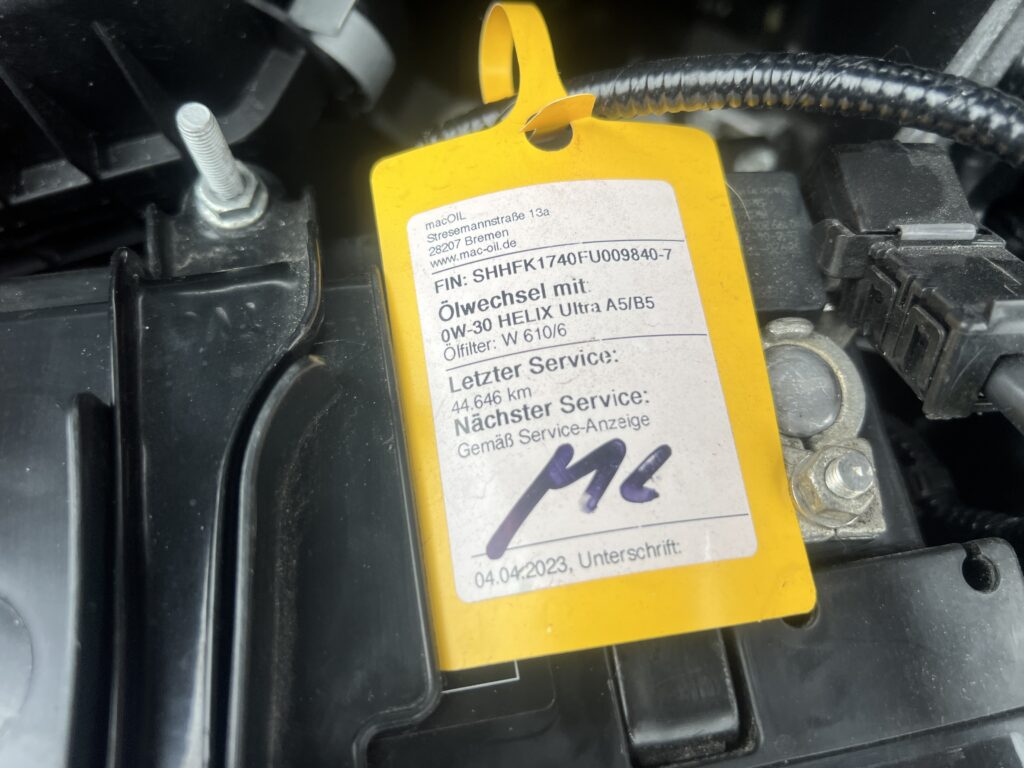 macOIL
Stresemannstraße 13a
28207 Bremen
www.mac-oil.de
FIN: SHHFK1740FU009840-7
Ölwechsel mit:
0W-30 HELIX Ultra A5/B5
Ölfilter: W 610/6
Letzter Service:
44.646 km
Nächster Service:
Gemäß Service-Anzeige
04.04.2023, Unterschrift: